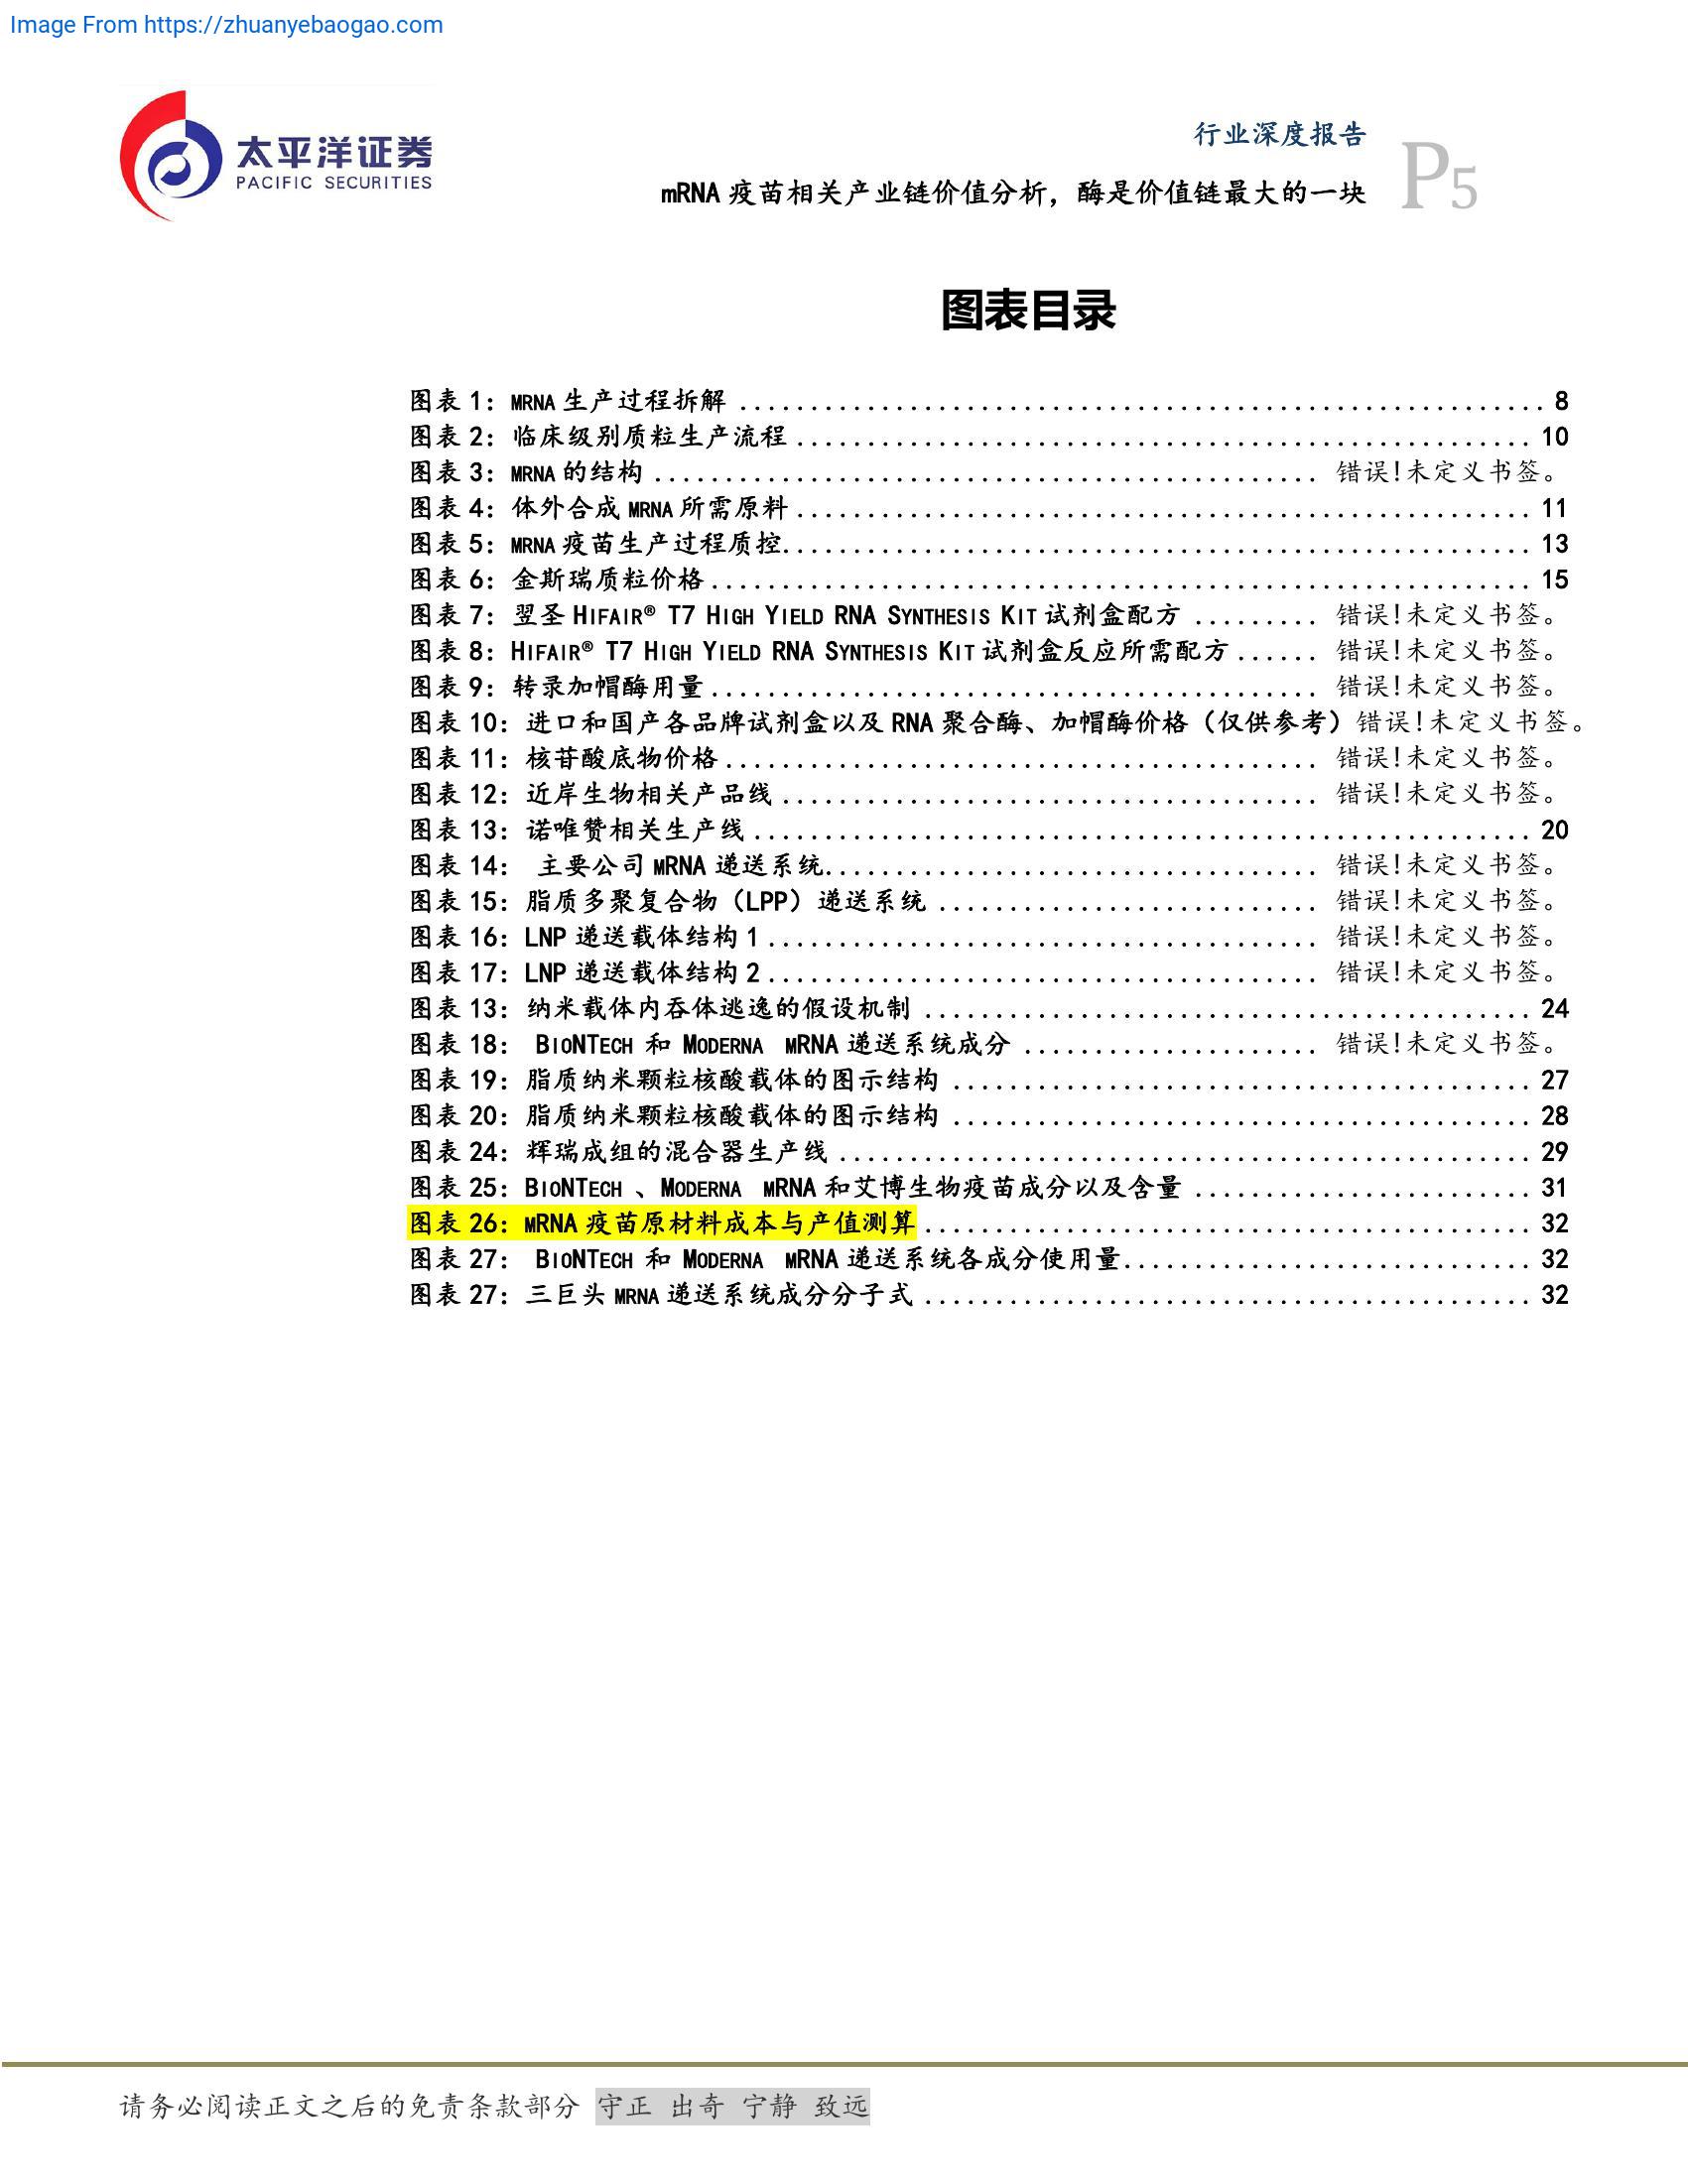 Image From https://zhuanyebaogao.com
太平洋证券
PACIFIC SECURITIES
行业深度报告
mRNA 疫苗相关产业链价值分析，酶是价值链最大的一块
P5
图表目录
图表 1：MRNA 生产过程拆解 ........................................................ 8
图表 2：临床级别质粒生产流程 .................................................... 10
图表 3：MRNA 的结构 ............................................... 错误!未定义书签。
图表 4：体外合成 MRNA 所需原料 .................................................... 11
图表 5：MRNA 疫苗生产过程质控..................................................... 13
图表 6：金斯瑞质粒价格.......................................................... 15
图表 7：翌圣 HIFAIR® T7 HIGH YIELD RNA SYNTHESIS KIT 试剂盒配方 ......... 错误!未定义书签。
图表 8：HIFAIR® T7 HIGH YIELD RNA SYNTHESIS KIT 试剂盒反应所需配方...... 错误!未定义书签。
图表 9：转录加帽酶用量........................................... 错误!未定义书签。
图表 10：进口和国产各品牌试剂盒以及 RNA 聚合酶、加帽酶价格（仅供参考）错误!未定义书签。
图表 11：核苷酸底物价格.......................................... 错误!未定义书签。
图表 12：近岸生物相关产品线 ...................................... 错误!未定义书签。
图表 13：诺唯赞相关生产线 ....................................................... 20
图表 14： 主要公司 MRNA 递送系统................................... 错误!未定义书签。
图表 15：脂质多聚复合物（LPP）递送系统 ........................... 错误!未定义书签。
图表 16：LNP 递送载体结构 1....................................... 错误!未定义书签。
图表 17：LNP 递送载体结构 2....................................... 错误!未定义书签。
图表 13：纳米载体内吞体逃逸的假设机制 ........................................... 24
图表 18： BIONTECH 和 MODERNA MRNA 递送系统成分 ..................... 错误!未定义书签。
图表 19：脂质纳米颗粒核酸载体的图示结构 ......................................... 27
图表 20：脂质纳米颗粒核酸载体的图示结构 ......................................... 28
图表 24：辉瑞成组的混合器生产线 ................................................. 29
图表 25：BIONTECH 、MODERNA MRNA 和艾博生物疫苗成分以及含量 ........................ 31
图表 26：MRNA 疫苗原材料成本与产值测算........................................... 32
图表 27： BIONTECH 和 MODERNA MRNA 递送系统各成分使用量............................. 32
图表 27：三巨头 MRNA 递送系统成分分子式 ........................................... 32
请务必阅读正文之后的免责条款部分 守正 出奇 宁静 致远